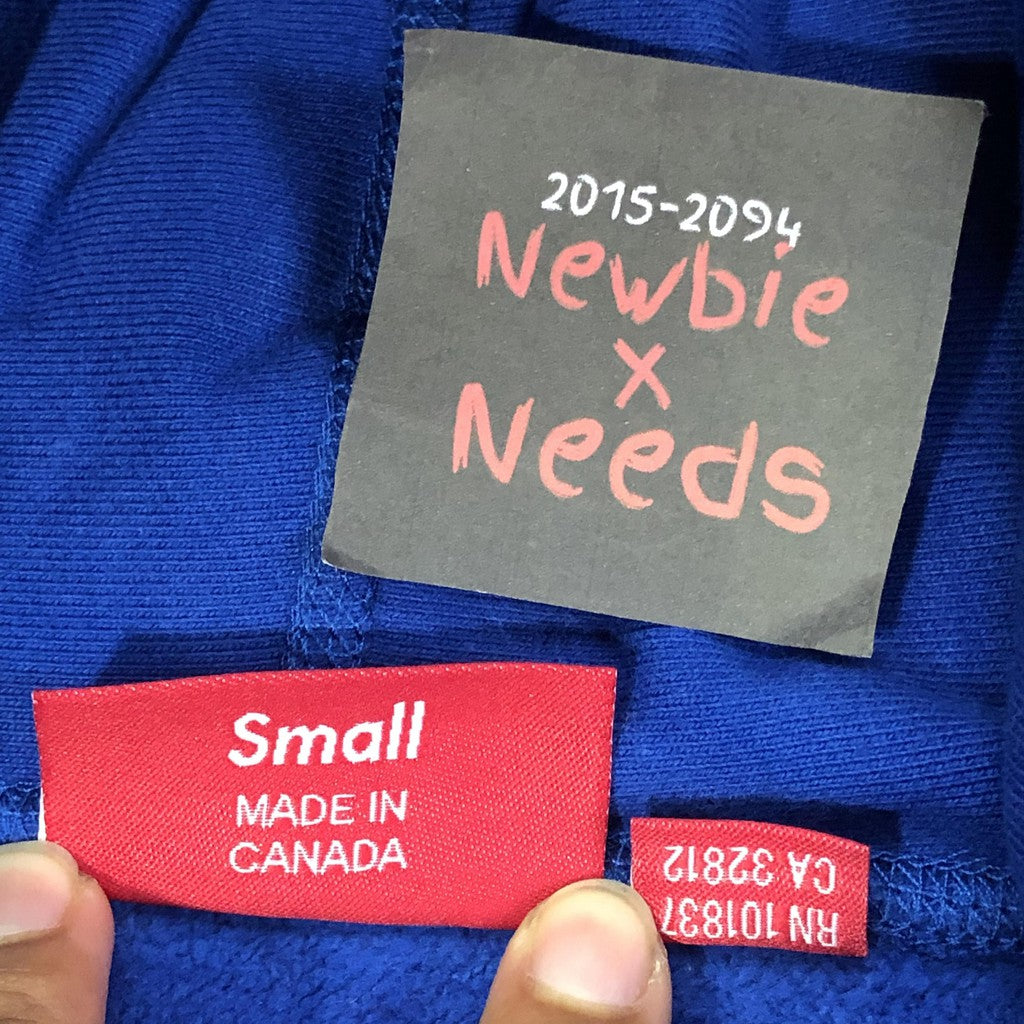 2015-2094
Newbie
x
Needs
Small
MADE IN
CANADA
RN 101837
CA 32812